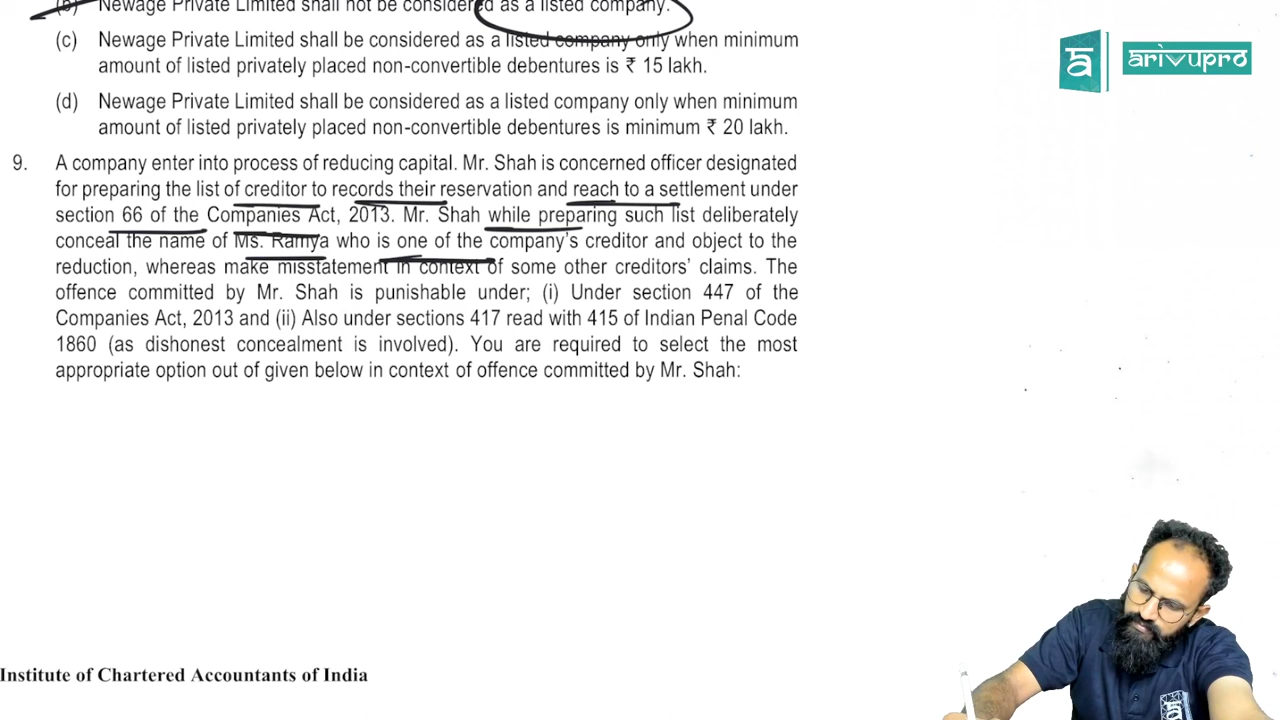 (b) Newage Private Limited shall not be considered as a listed company.
(c) Newage Private Limited shall be considered as a listed company only when minimum
amount of listed privately placed non-convertible debentures is ₹ 15 lakh.
(d) Newage Private Limited shall be considered as a listed company only when minimum
amount of listed privately placed non-convertible debentures is minimum ₹ 20 lakh.
9. A company enter into process of reducing capital. Mr. Shah is concerned officer designated
for preparing the list of creditor to records their reservation and reach to a settlement under
section 66 of the Companies Act, 2013. Mr. Shah while preparing such list deliberately
conceal the name of Ms. Ramya who is one of the company's creditor and object to the
reduction, whereas make misstatement in context of some other creditors' claims. The
offence committed by Mr. Shah is punishable under; (i) Under section 447 of the
Companies Act, 2013 and (ii) Also under sections 417 read with 415 of Indian Penal Code
1860 (as dishonest concealment is involved). You are required to select the most
appropriate option out of given below in context of offence committed by Mr. Shah:
Institute of Chartered Accountants of India
arivupro